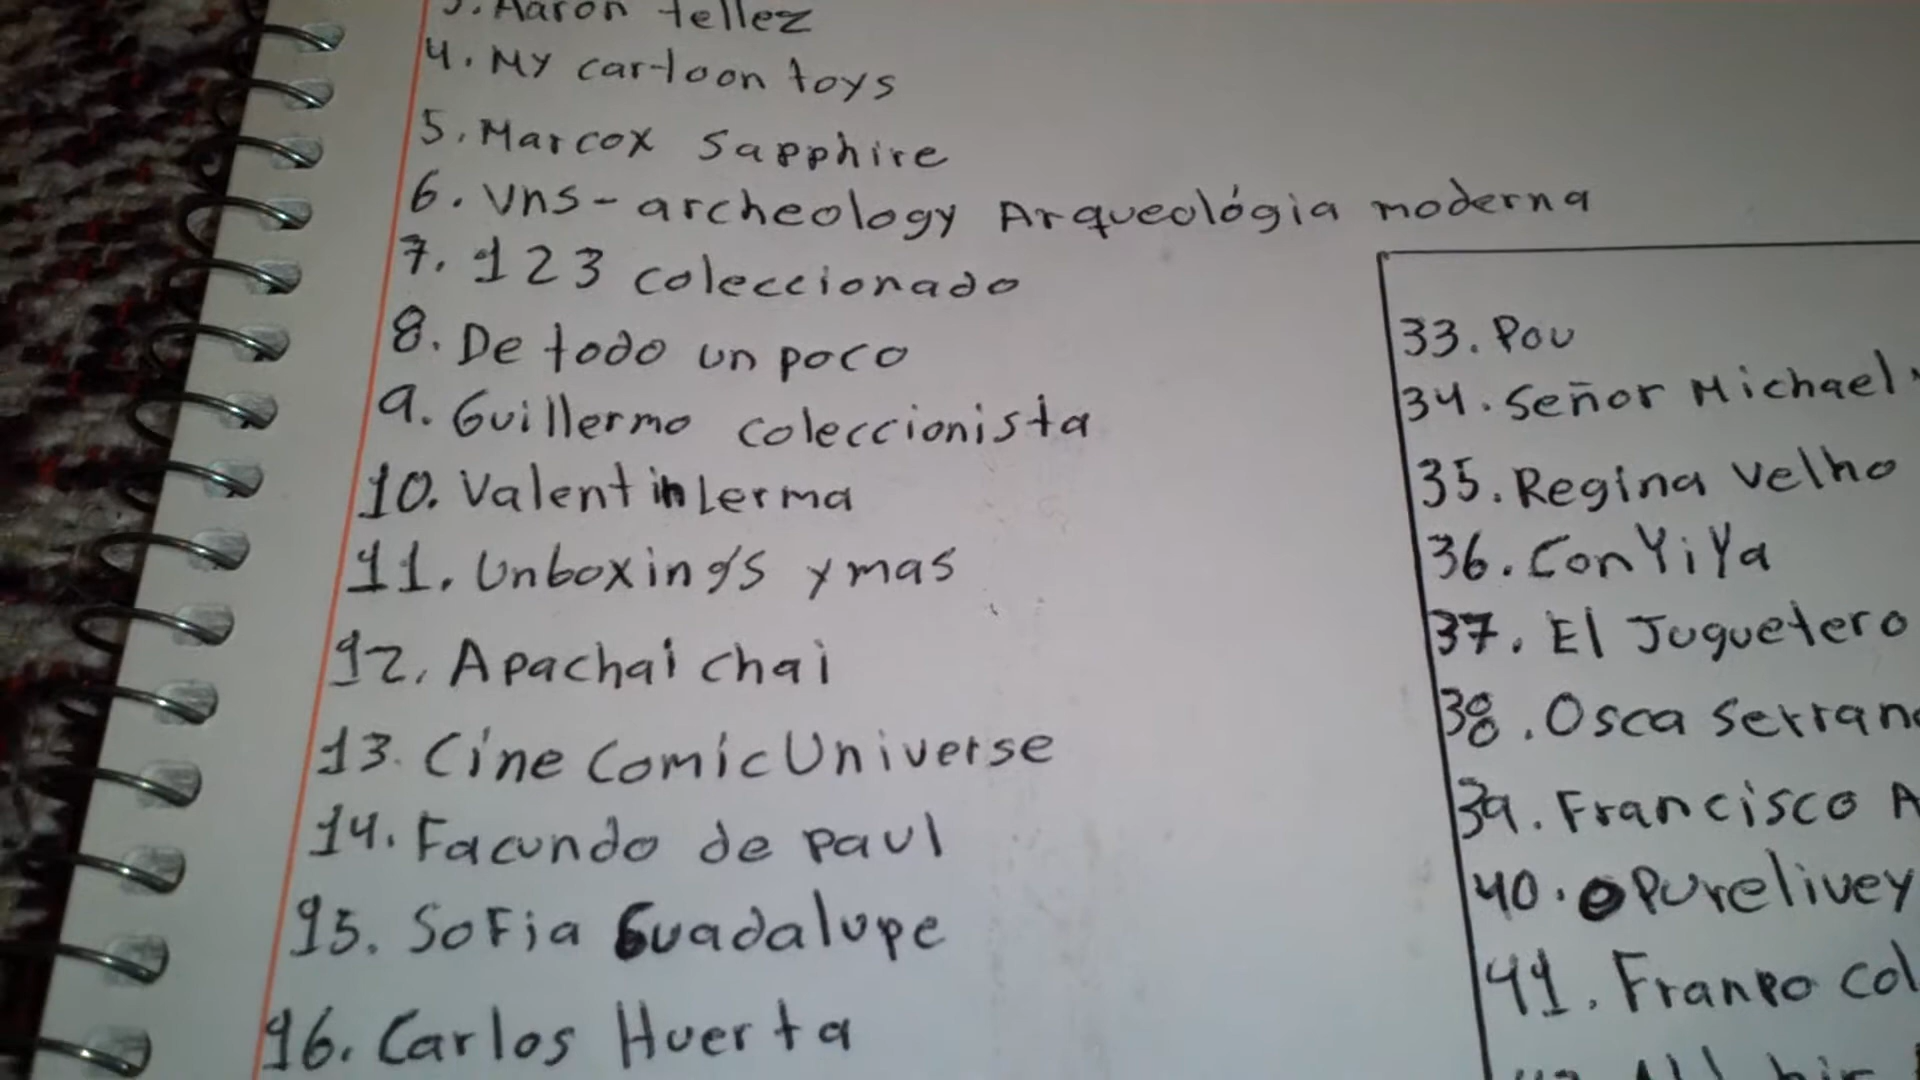 3. Aaron tellez
4. My cartoon toys
5. Marcox Sapphire
6. Vns-archeology Arqueológia moderna
7. 123 coleccionado
8. De todo un poco
9. Guillermo coleccionista
10. Valentin Lerma
11. Unboxings y mas
12. Apachai chai
13. Cine Comic Universe
14. Facundo de paul
15. Sofia Guadalupe
16. Carlos Huerta
33. Pou
34. Señor Michael
35. Regina velho
36. ConYiYa
37. El Juguetero
38. Osca Serran
39. Francisco A
40. Purelivey
41. Franpo col